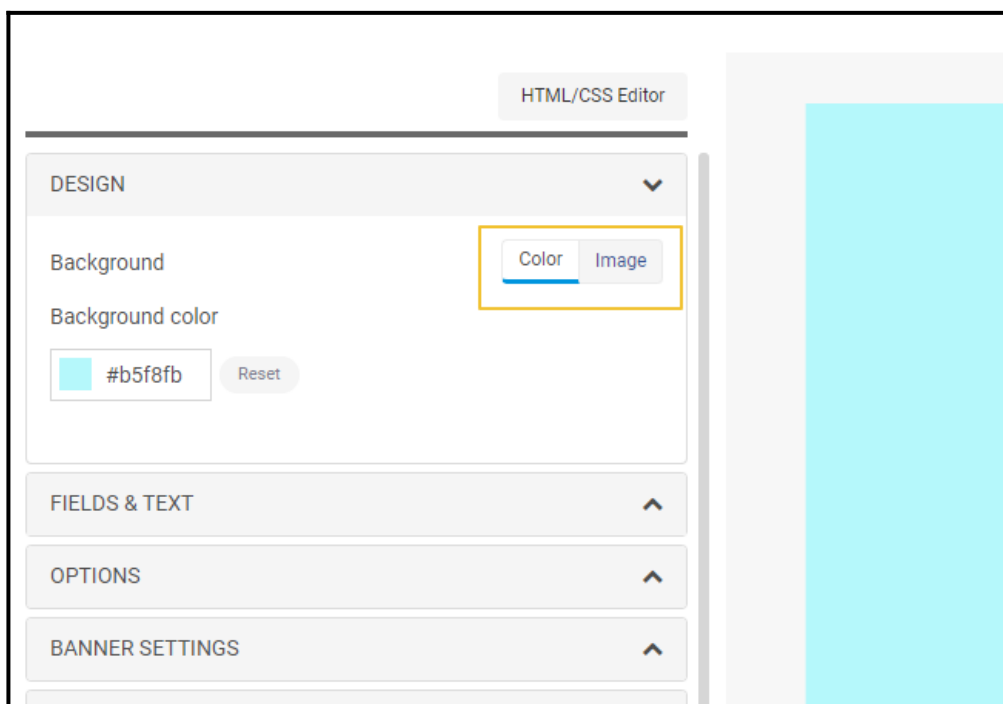 HTML/CSS Editor
DESIGN
Background
Color
Image
Background color
#b5f8fb
Reset
FIELDS & TEXT
OPTIONS
BANNER SETTINGS